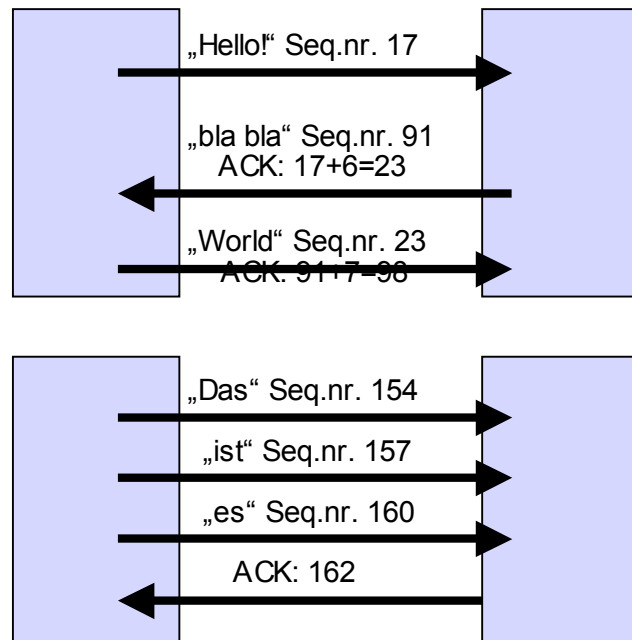 „Hello!“ Seq.nr. 17
„bla bla“ Seq.nr. 91
ACK: 17+6=23
„World“ Seq.nr. 23
ACK: 91+7=98
„Das“ Seq.nr. 154
„ist“ Seq.nr. 157
„es“ Seq.nr. 160
ACK: 162